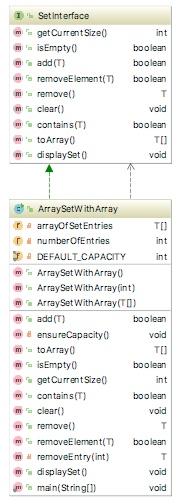 SetInterface
getCurrentSize() int
isEmpty() boolean
add(T) boolean
removeElement(T) boolean
remove() T
clear() void
contains(T) boolean
toArray() T[]
displaySet() void
ArraySetWithArray
arrayOfSetEntries T[]
numberOfEntries int
DEFAULT_CAPACITY int
ArraySetWithArray()
ArraySetWithArray(int)
ArraySetWithArray(T[])
add(T) boolean
ensureCapacity() void
toArray() T[]
isEmpty() boolean
getCurrentSize() int
contains(T) boolean
clear() void
remove() T
removeElement(T) boolean
removeEntry(int) T
displaySet() void
main(String[]) void